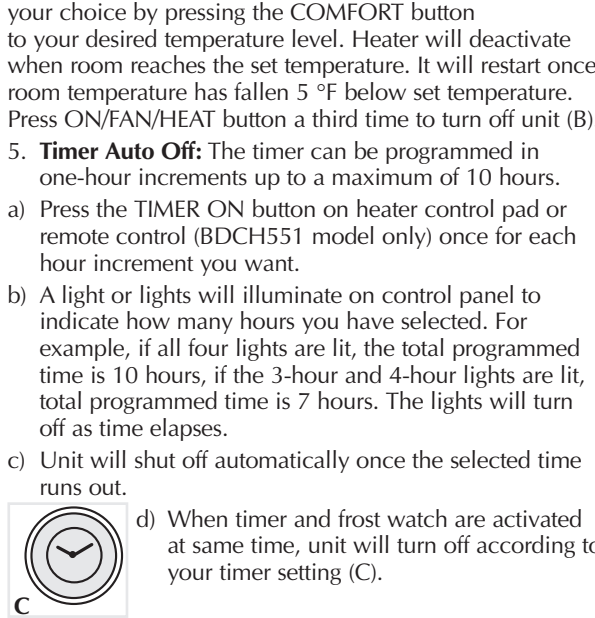 your choice by pressing the COMFORT button
to your desired temperature level. Heater will deactivate
when room reaches the set temperature. It will restart once
room temperature has fallen 5 °F below set temperature.
Press ON/FAN/HEAT button a third time to turn off unit (B)
5. Timer Auto Off: The timer can be programmed in
one-hour increments up to a maximum of 10 hours.
a) Press the TIMER ON button on heater control pad or
remote control (BDCH551 model only) once for each
hour increment you want.
b) A light or lights will illuminate on control panel to
indicate how many hours you have selected. For
example, if all four lights are lit, the total programmed
time is 10 hours, if the 3-hour and 4-hour lights are lit,
total programmed time is 7 hours. The lights will turn
off as time elapses.
c) Unit will shut off automatically once the selected time
runs out.
d) When timer and frost watch are activated
at same time, unit will turn off according to
your timer setting (C).
C